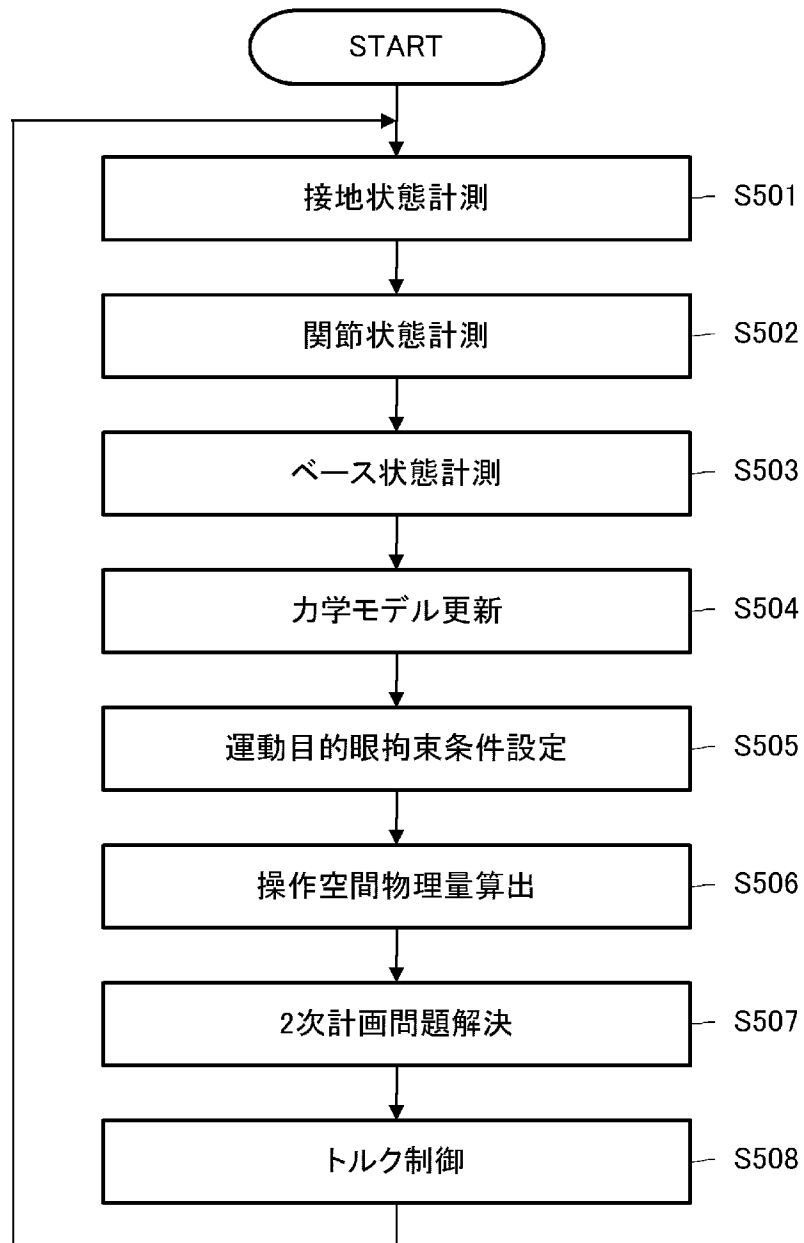 START
接地状態計測
S501
関節状態計測
S502
ベース状態計測
S503
力学モデル更新
S504
運動目的眼拘束条件設定
S505
操作空間物理量算出
S506
2次計画問題解決
S507
トルク制御
S508